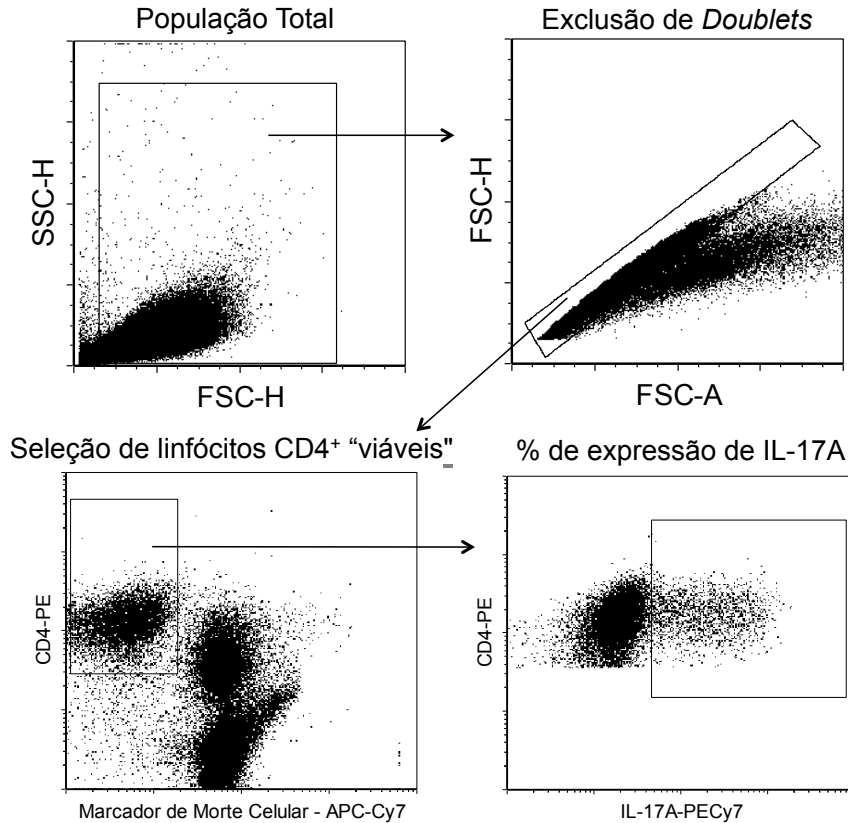 População Total
SSC-H
FSC-H
Exclusão de Doublets
FSC-H
FSC-A
Seleção de linfócitos CD4⁺ “viáveis"
CD4-PE
Marcador de Morte Celular - APC-Cy7
% de expressão de IL-17A
CD4-PE
IL-17A-PECy7